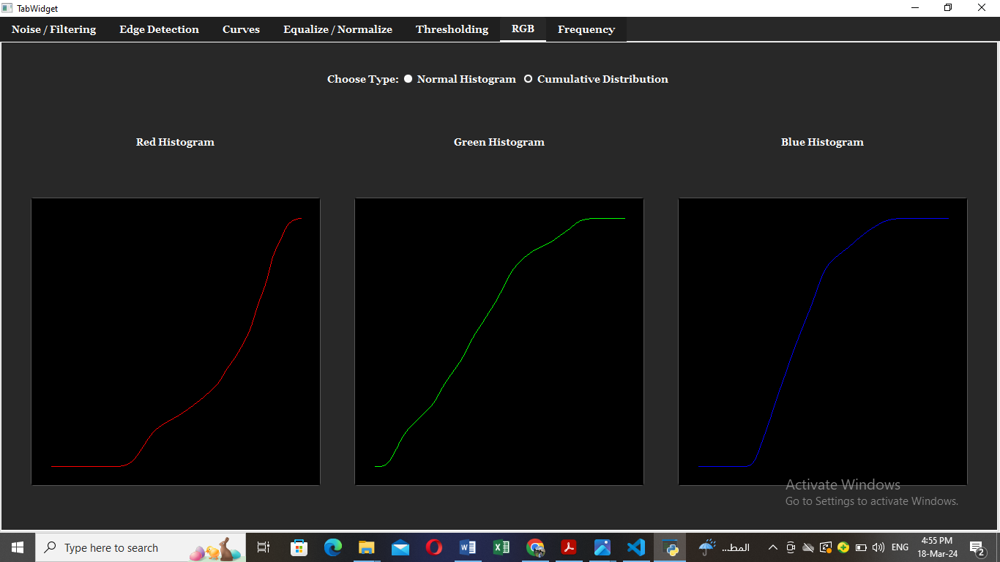 TabWidget
Noise / Filtering Edge Detection Curves Equalize / Normalize Thresholding RGB Frequency
Choose Type: Normal Histogram Cumulative Distribution
Red Histogram Green Histogram Blue Histogram
Activate Windows
Go to Settings to activate Windows.
Type here to search المط... ENG 4:55 PM
18-Mar-24 2